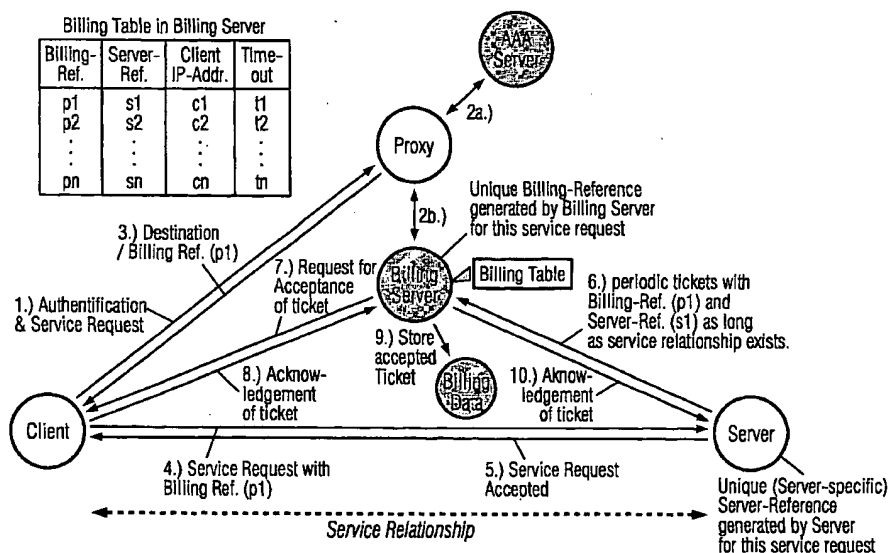 Billing Table in Billing Server
Billing-Ref. Server-Ref. Client IP-Addr. Time-out
p1 s1 c1 t1
p2 s2 c2 t2
pn sn cn tn
AAA
Server
2a.)
Proxy
2b.)
Unique Billing-Reference
generated by Billing Server
for this service request
3.) Destination
/ Billing Ref. (p1)
1.) Authentification
& Service Request
7.) Request for
Acceptance
of ticket
Billing
Server
Billing Table
6.) periodic tickets with
Billing-Ref. (p1) and
Server-Ref. (s1) as long
as service relationship exists.
9.) Store
accepted
Ticket
8.) Acknow-
ledgement
of ticket
Billing
Data
10.) Aknow-
ledgement
of ticket
Client
Server
4.) Service Request with
Billing Ref. (p1)
5.) Service Request
Accepted
Unique (Server-specific)
Server-Reference
generated by Server
for this service request
Service Relationship